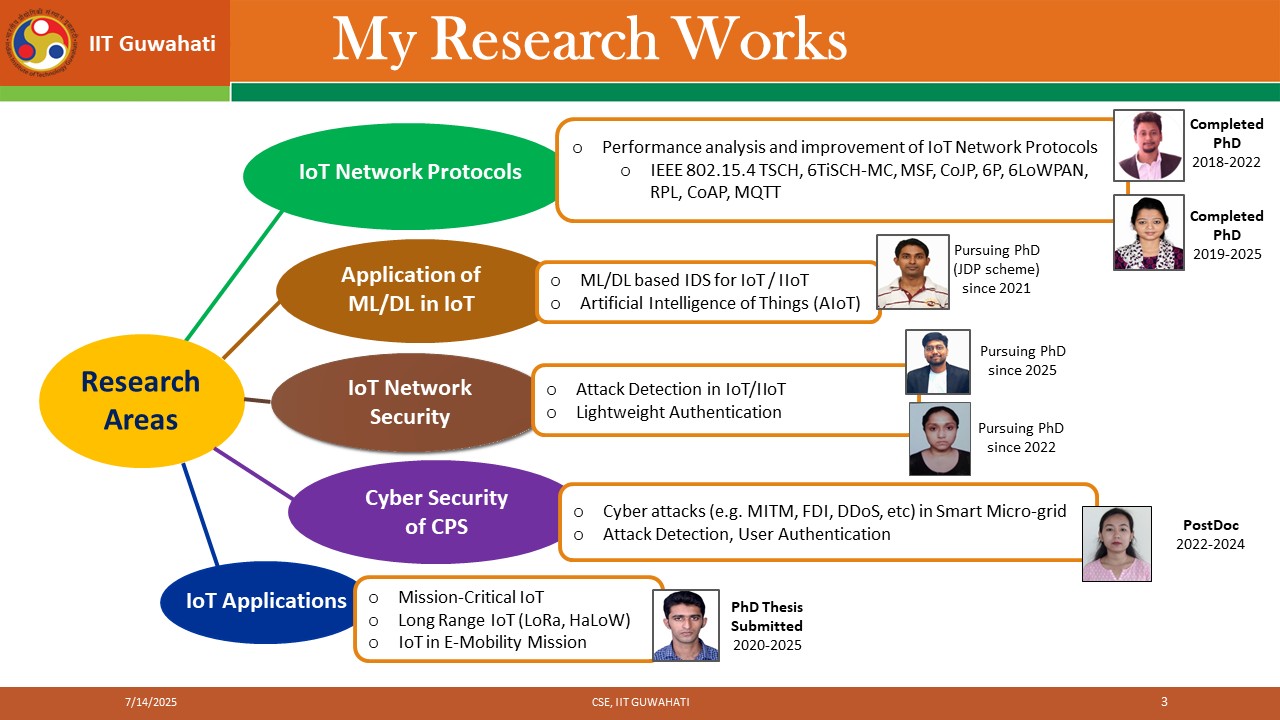 IIT Guwahati
My Research Works
Research
Areas
IoT Network Protocols
o Performance analysis and improvement of IoT Network Protocols
o IEEE 802.15.4 TSCH, 6TiSCH-MC, MSF, CoJP, 6P, 6LoWPAN,
RPL, CoAP, MQTT
Completed
PhD
2018-2022
Completed
PhD
2019-2025
Application of
ML/DL in IoT
o ML/DL based IDS for IoT / IIoT
o Artificial Intelligence of Things (AIoT)
Pursuing PhD
(JDP scheme)
since 2021
IoT Network
Security
o Attack Detection in IoT/IIoT
o Lightweight Authentication
Pursuing PhD
since 2025
Pursuing PhD
since 2022
Cyber Security
of CPS
o Cyber attacks (e.g. MITM, FDI, DDoS, etc) in Smart Micro-grid
o Attack Detection, User Authentication
PostDoc
2022-2024
IoT Applications
o Mission-Critical IoT
o Long Range IoT (LoRa, HaLoW)
o IoT in E-Mobility Mission
PhD Thesis
Submitted
2020-2025
7/14/2025
CSE, IIT GUWAHATI
3